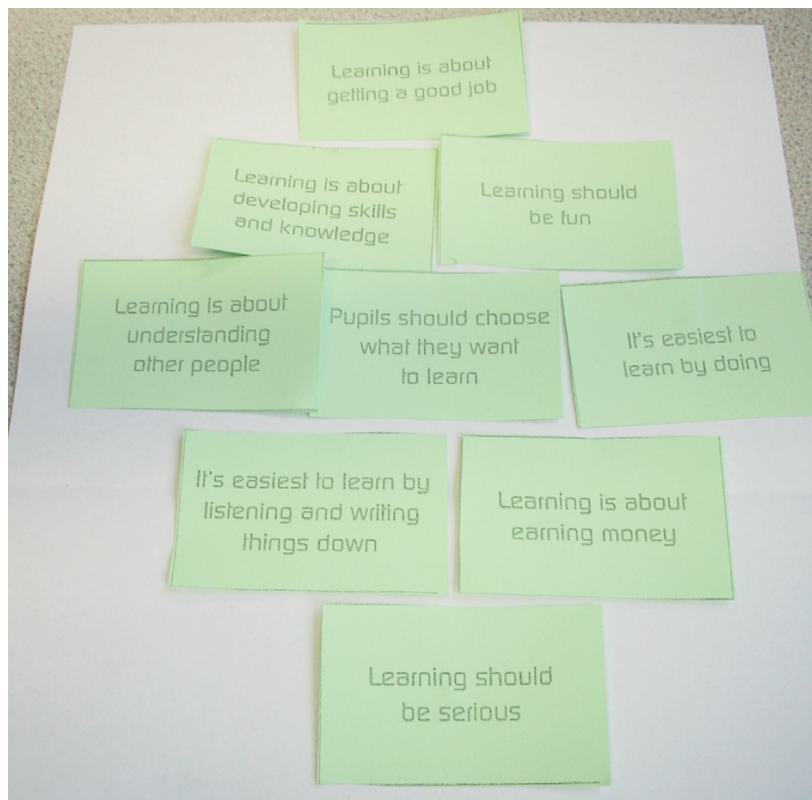 Learning is about
getting a good job
Learning is about
developing skills
and knowledge
Learning should
be fun
Learning is about
understanding
other people
Pupils should choose
what they want
to learn
It's easiest to
learn by doing
It's easiest to learn by
listening and writing
things down
Learning is about
earning money
Learning should
be serious